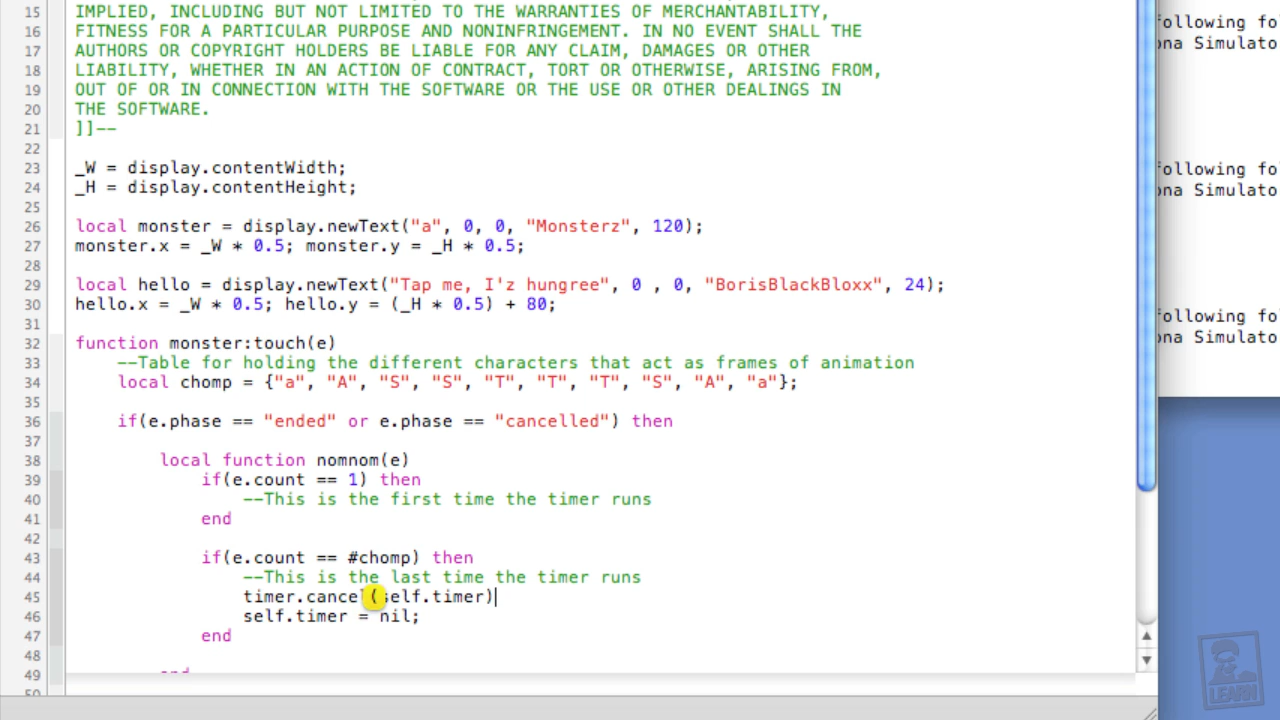 15 IMPLIED, INCLUDING BUT NOT LIMITED TO THE WARRANTIES OF MERCHANTABILITY,
16 FITNESS FOR A PARTICULAR PURPOSE AND NONINFRINGEMENT. IN NO EVENT SHALL THE
17 AUTHORS OR COPYRIGHT HOLDERS BE LIABLE FOR ANY CLAIM, DAMAGES OR OTHER
18 LIABILITY, WHETHER IN AN ACTION OF CONTRACT, TORT OR OTHERWISE, ARISING FROM,
19 OUT OF OR IN CONNECTION WITH THE SOFTWARE OR THE USE OR OTHER DEALINGS IN
20 THE SOFTWARE.
21 ]]--
22
23 _W = display.contentWidth;
24 _H = display.contentHeight;
25
26 local monster = display.newText("a", 0, 0, "Monsterz", 120);
27 monster.x = _W * 0.5; monster.y = _H * 0.5;
28
29 local hello = display.newText("Tap me, I'z hungree", 0 , 0, "BorisBlackBloxx", 24);
30 hello.x = _W * 0.5; hello.y = (_H * 0.5) + 80;
31
32 function monster:touch(e)
33 --Table for holding the different characters that act as frames of animation
34 local chomp = {"a", "A", "S", "S", "T", "T", "T", "S", "A", "a"};
35
36 if(e.phase == "ended" or e.phase == "cancelled") then
37
38 local function nomnom(e)
39 if(e.count == 1) then
40 --This is the first time the timer runs
41 end
42
43 if(e.count == #chomp) then
44 --This is the last time the timer runs
45 timer.cancel(self.timer)
46 self.timer = nil;
47 end
48
49 end
50
following fo
ona Simulato
following fo
ona Simulato
following fo
ona Simulato
LEARN